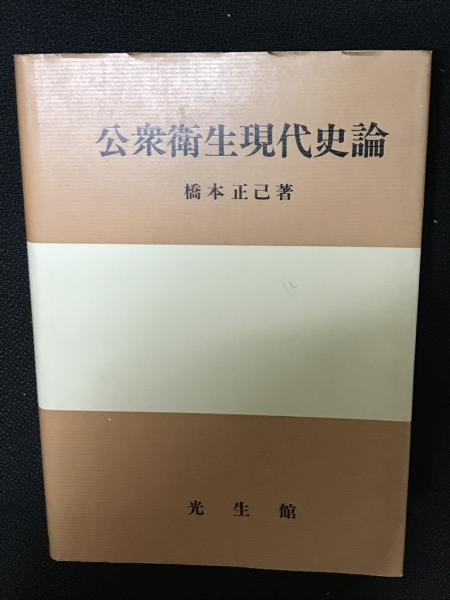 公衆衛生現代史論
橋本正己著
光生館